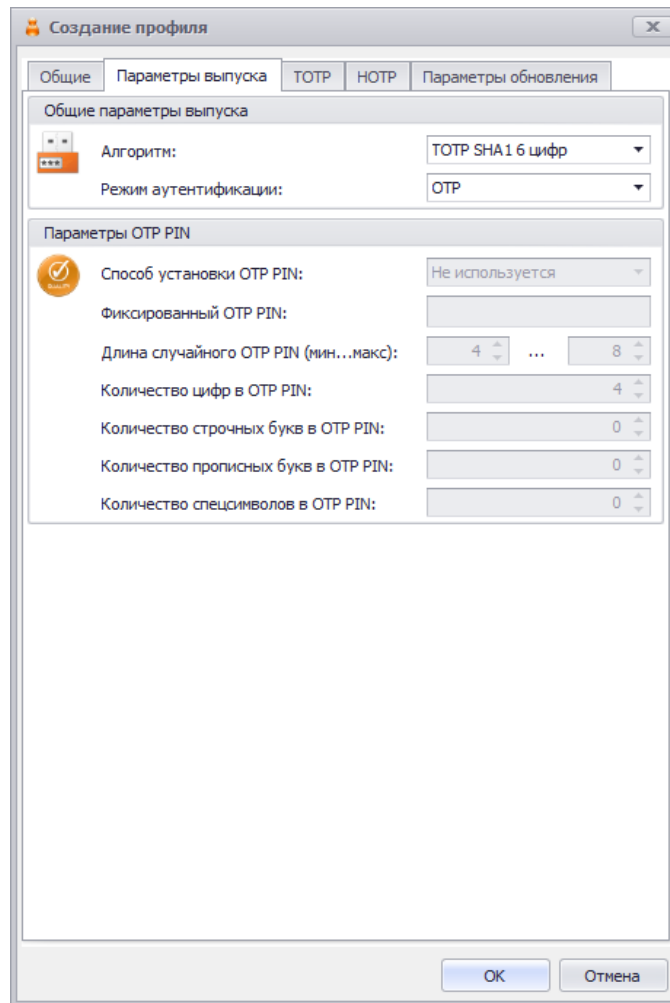 Создание профиля
Общие Параметры выпуска TOTP HOTP Параметры обновления
Общие параметры выпуска
***
Алгоритм: TOTP SHA1 6 цифр
Режим аутентификации: OTP
Параметры OTP PIN
Способ установки OTP PIN: Не используется
Фиксированный OTP PIN:
Длина случайного OTP PIN (мин...макс): 4 ... 8
Количество цифр в OTP PIN: 4
Количество строчных букв в OTP PIN: 0
Количество прописных букв в OTP PIN: 0
Количество спецсимволов в OTP PIN: 0
ОК Отмена